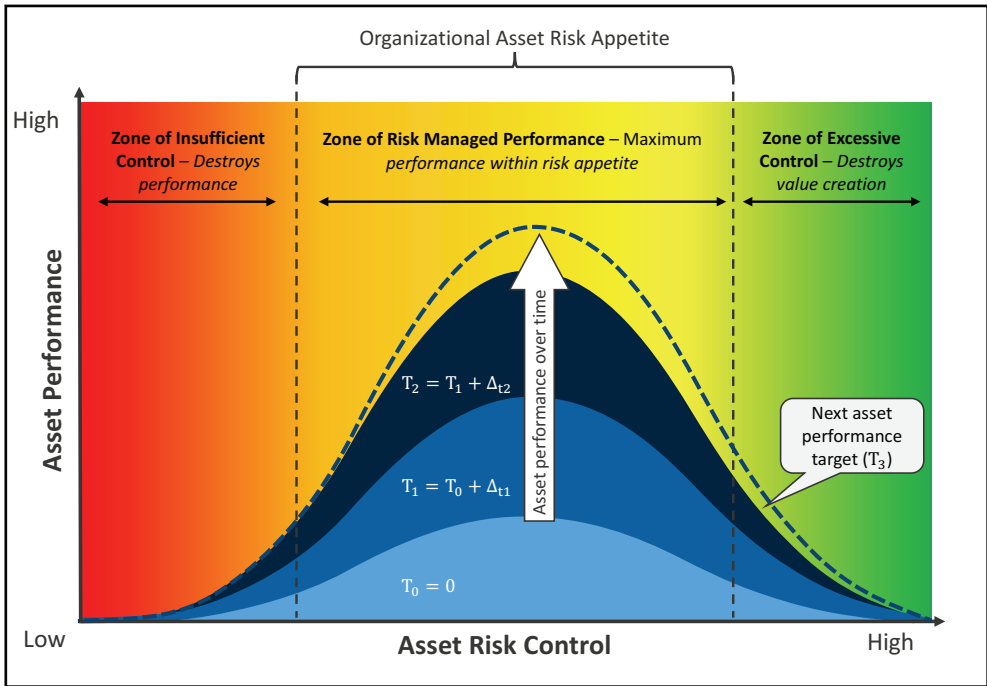 Organizational Asset Risk Appetite
High
Zone of Insufficient
Control – Destroys
performance
Zone of Risk Managed Performance – Maximum
performance within risk appetite
Zone of Excessive
Control – Destroys
value creation
Asset Performance
Asset performance over time
T₂ = T₁ + Δt2
Next asset
performance
target (T₃)
T₁ = T₀ + Δt1
T₀ = 0
Low
Asset Risk Control
High